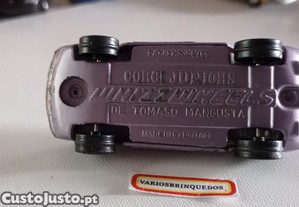 CORGI JUNIORS
WHIZZWHEELS
DE TOMASO MANGUSTA
VARIOSBRINQUEDOS
CustoJusto.pt